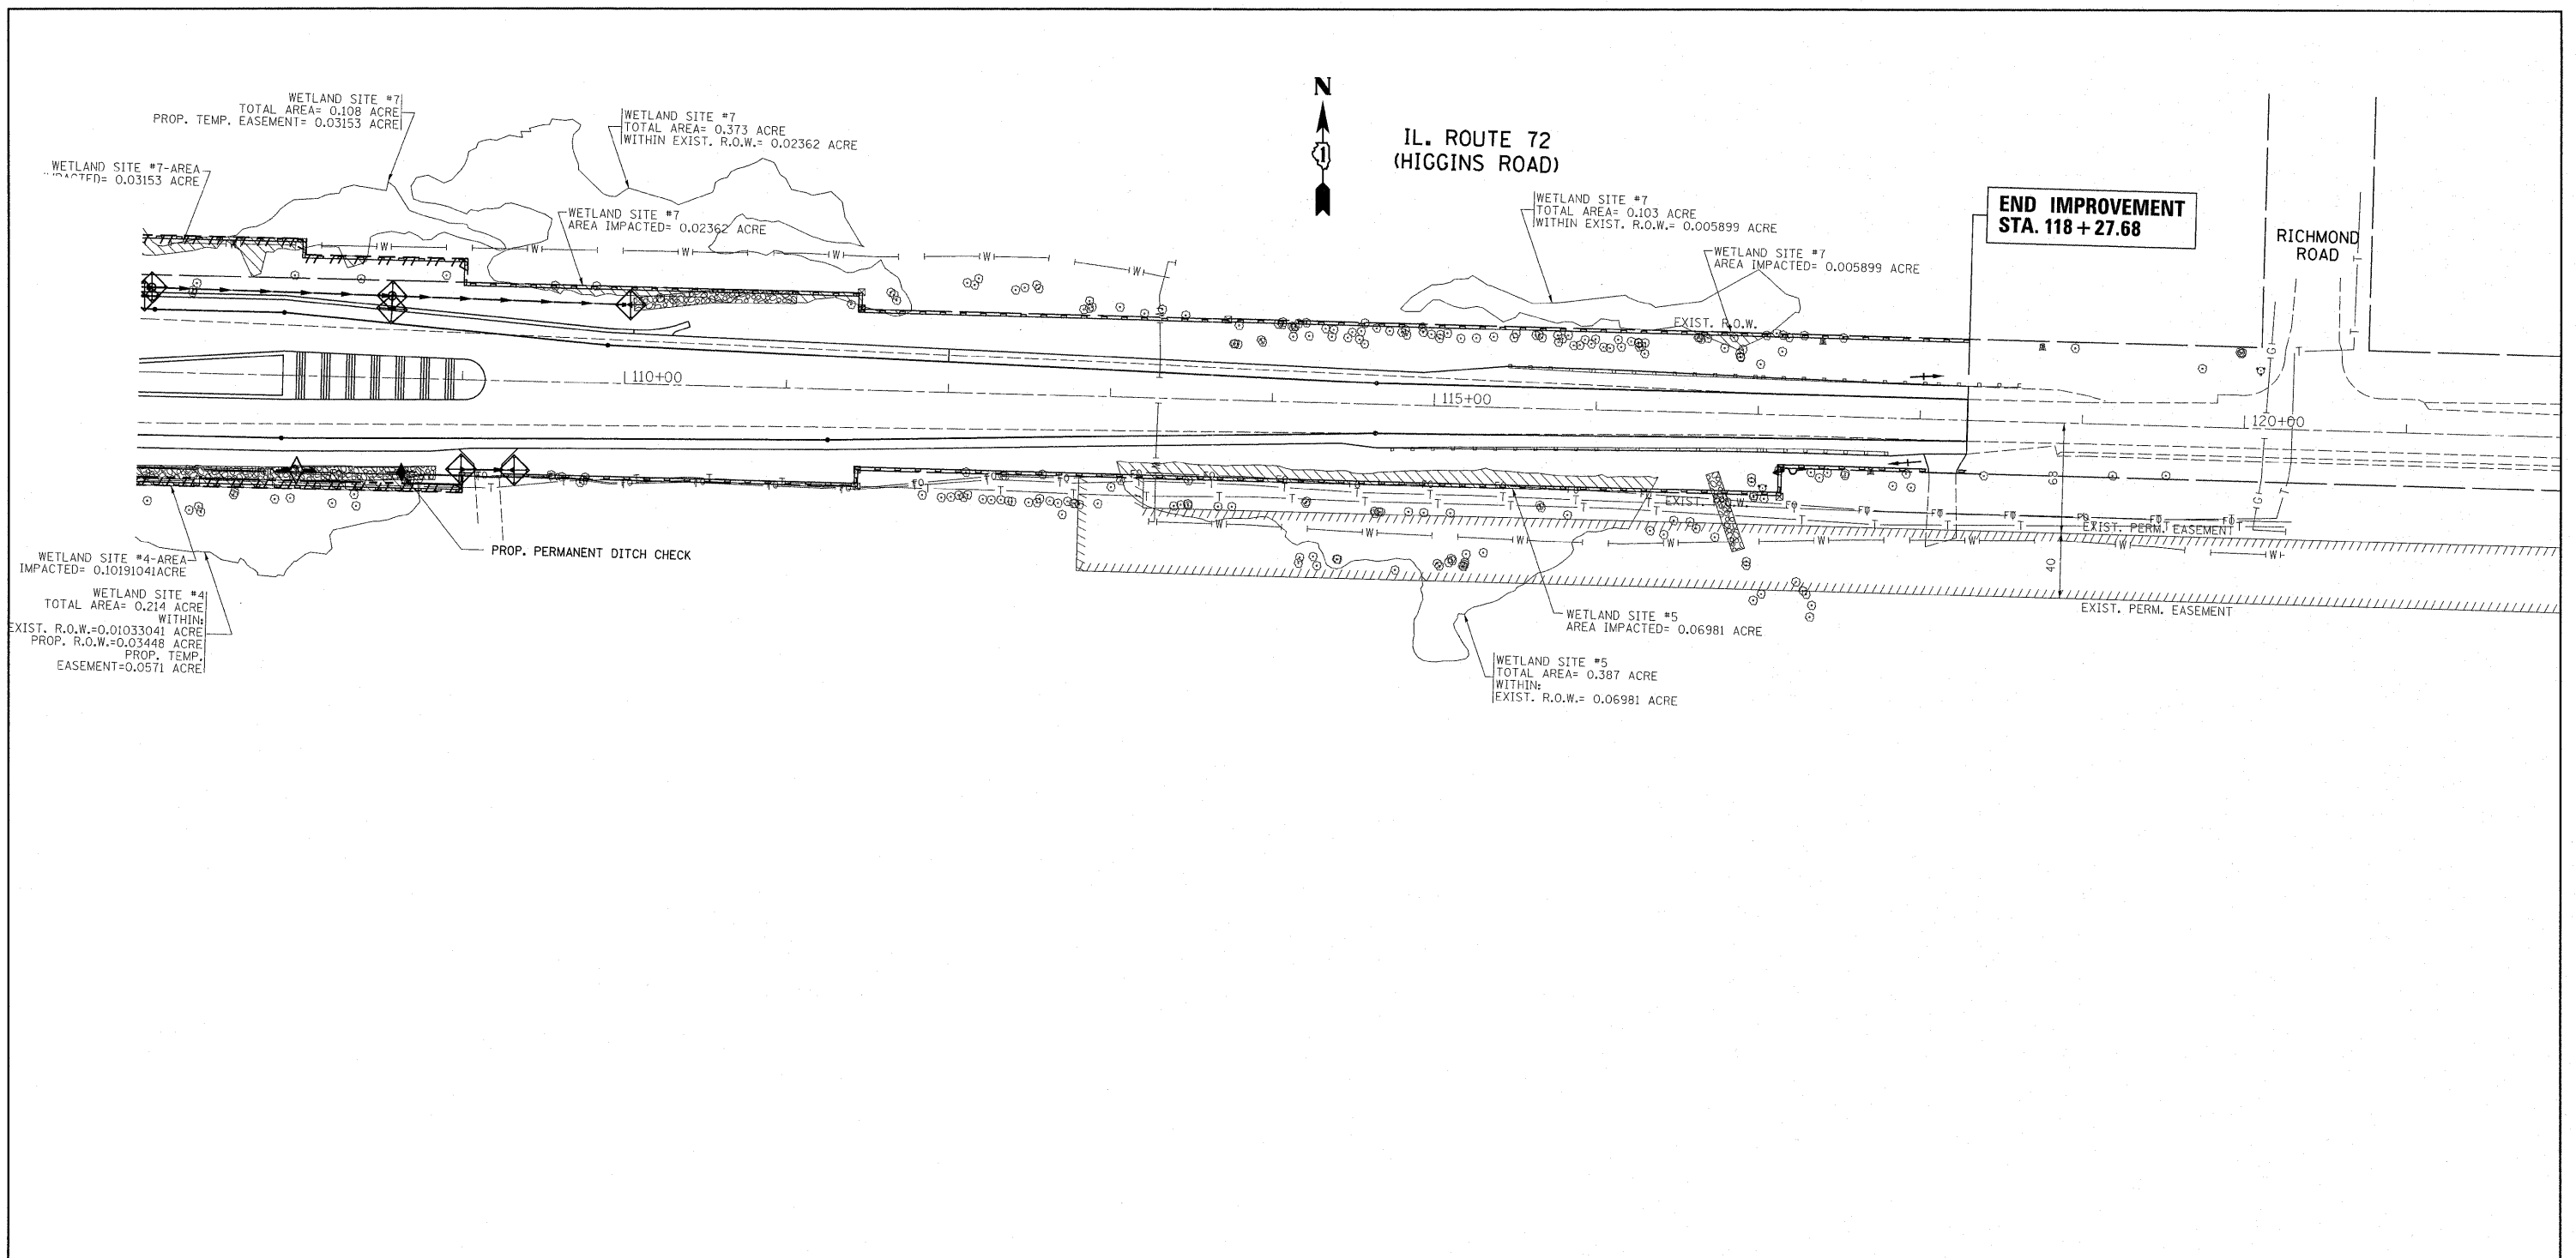 N
IL. ROUTE 72
(HIGGINS ROAD)
WETLAND SITE #7
TOTAL AREA= 0.108 ACRE
PROP. TEMP. EASEMENT= 0.03153 ACRE
WETLAND SITE #7
TOTAL AREA= 0.373 ACRE
WITHIN EXIST. R.O.W.= 0.02362 ACRE
WETLAND SITE #7-AREA
0.03153 ACRE
WETLAND SITE #7
AREA IMPACTED= 0.02362 ACRE
WETLAND SITE #7
TOTAL AREA= 0.103 ACRE
WITHIN EXIST. R.O.W.= 0.005899 ACRE
WETLAND SITE #7
AREA IMPACTED= 0.005899 ACRE
END IMPROVEMENT
STA. 118+27.68
RICHMOND
ROAD
EXIST. R.O.W.
110+00
115+00
120+00
68
40
EXIST. PERM. EASEMENT
EXIST. PERM. EASEMENT
PROP. PERMANENT DITCH CHECK
WETLAND SITE #4-AREA
IMPACTED= 0.10191041ACRE
WETLAND SITE #4
TOTAL AREA= 0.214 ACRE
WITHIN:
EXIST. R.O.W.=0.01033041 ACRE
PROP. R.O.W.=0.03448 ACRE
PROP. TEMP.
EASEMENT=0.0571 ACRE
WETLAND SITE #5
AREA IMPACTED= 0.06981 ACRE
WETLAND SITE #5
TOTAL AREA= 0.387 ACRE
WITHIN:
EXIST. R.O.W.= 0.06981 ACRE